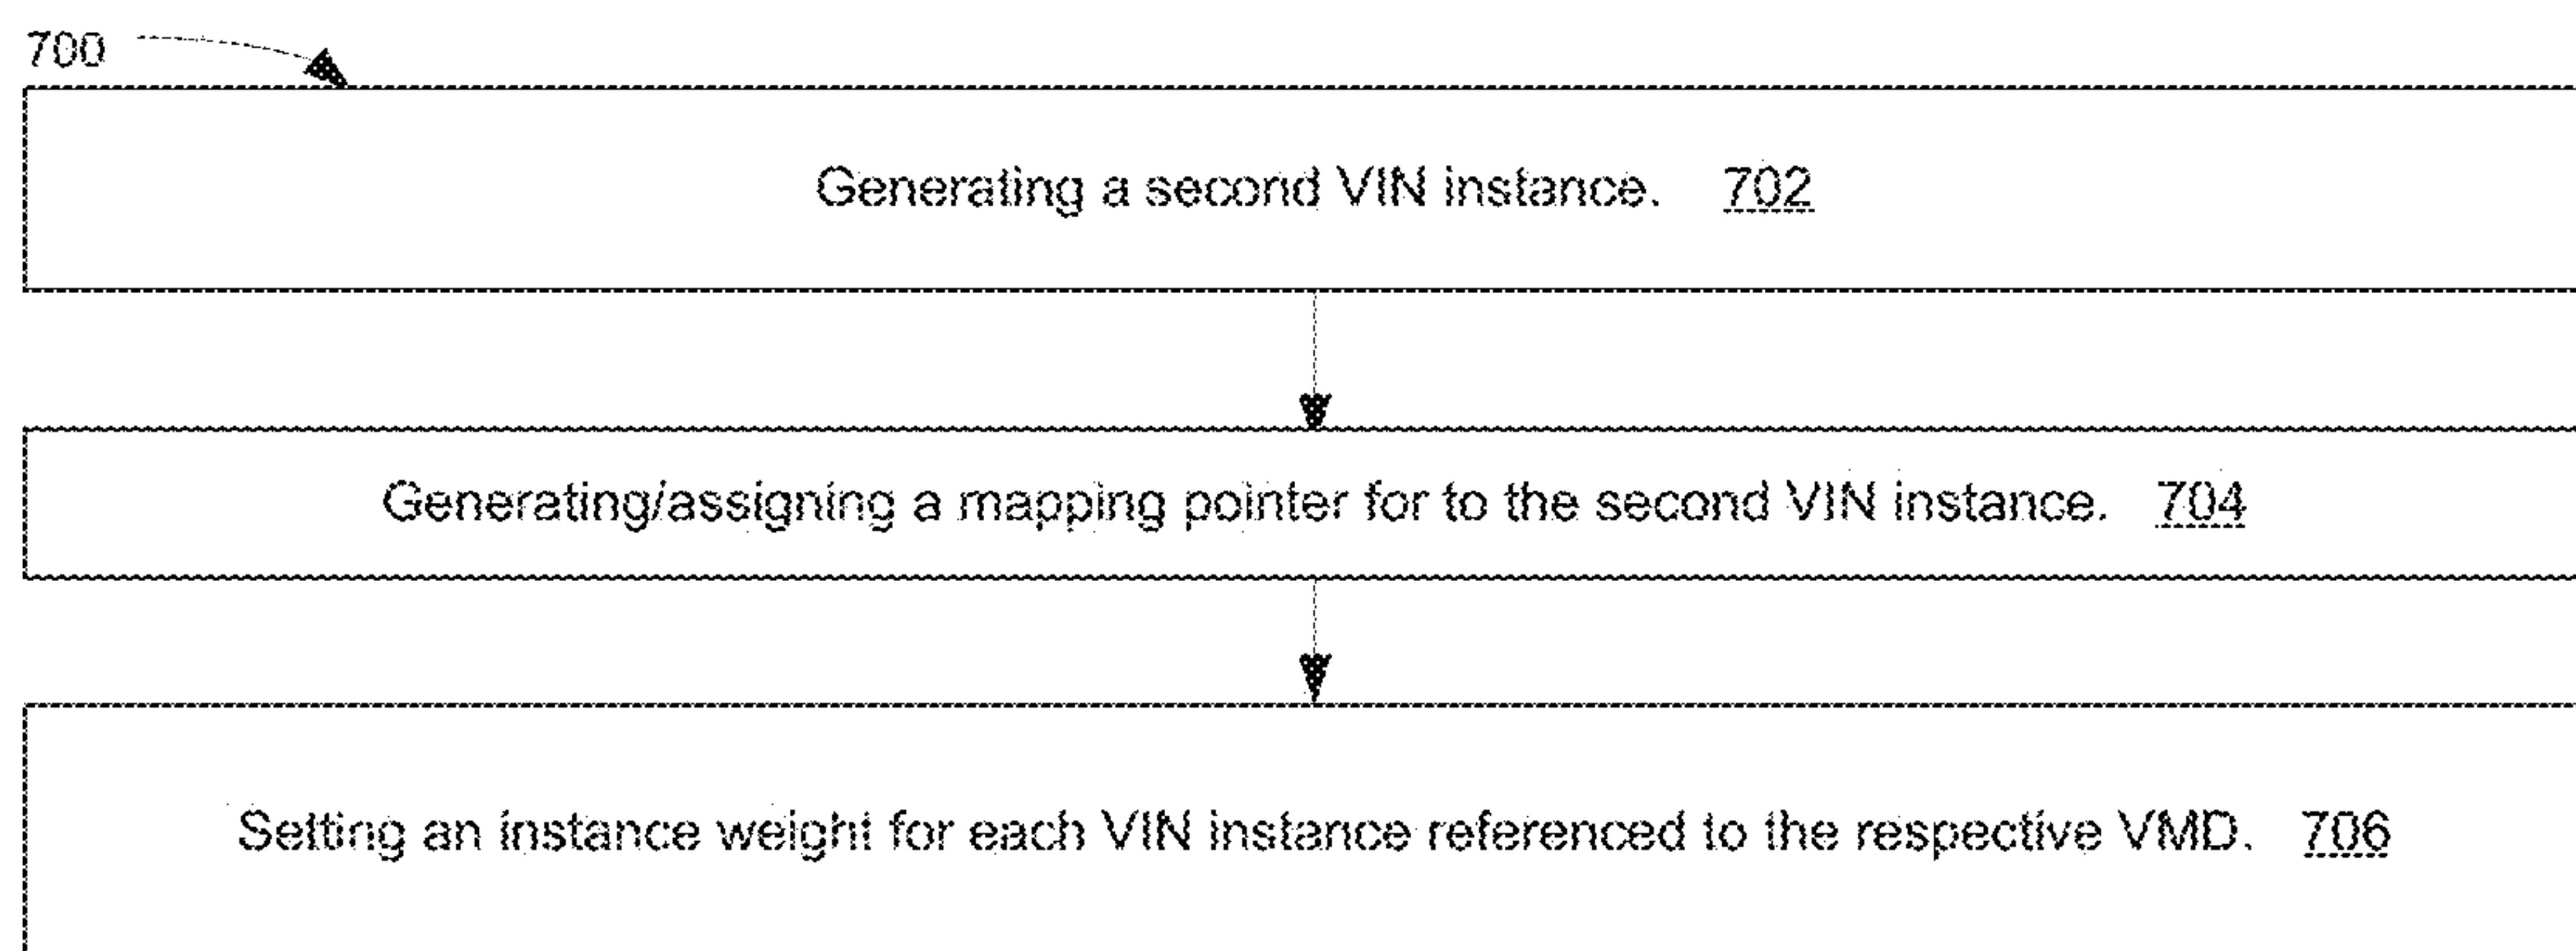 700
Generating a second VIN instance. 702
Generating/assigning a mapping pointer for to the second VIN instance. 704
Setting an instance weight for each VIN instance referenced to the respective VMD. 706